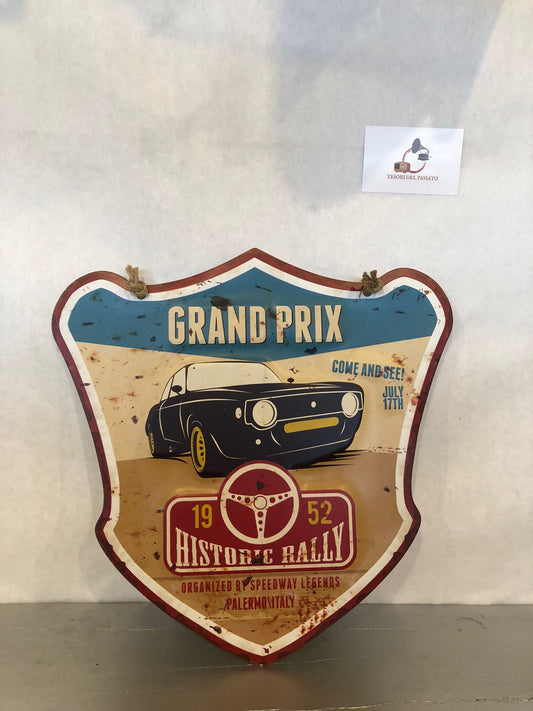 TESORI DEL PASSATO
GRAND PRIX
COME AND SEE!
JULY
17TH
19 52
HISTORIC RALLY
ORGANIZED BY SPEEDWAY LEGENDS
PALERMO ITALY